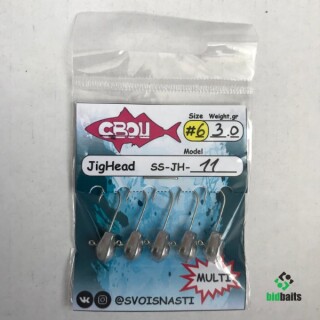 СВОИ
Size Weight.gr
#6 3.0
Model
JigHead SS-JH- 11
MULTI
@SVOISNASTI
bidbaits